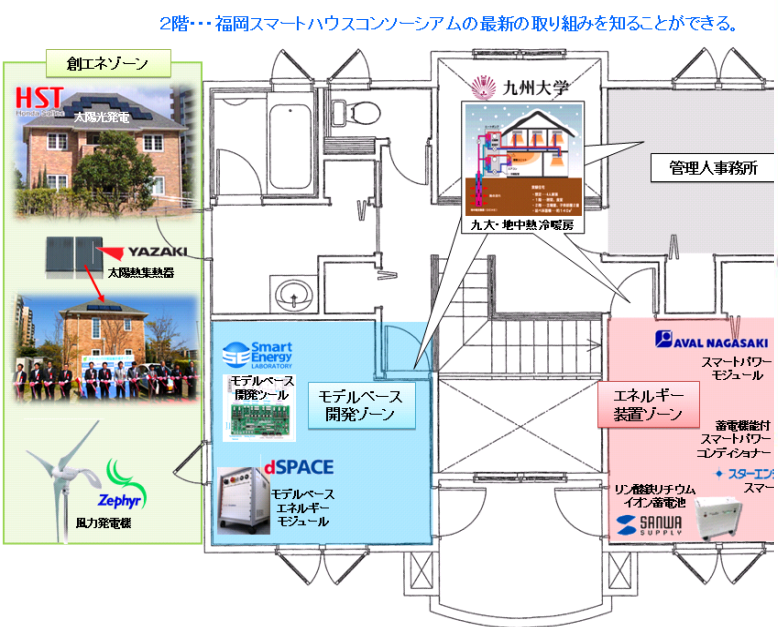 2階・・・福岡スマートハウスコンソーシアムの最新の取り組みを知ることができる。
創エネゾーン
HST
太陽光発電
YAZAKI
太陽熱集熱器
Zephyr
風力発電機
九州大学
九大・地中熱冷暖房
管理人事務所
Smart
Energy
LABORATORY
モデルベース
開発ツール
モデルベース
開発ゾーン
dSPACE
モデルベース
エネルギー
モジュール
エネルギー
装置ゾーン
AVAL NAGASAKI
スマートパワー
モジュール
蓄電機能付
スマートパワー
コンディショナー
スターエン
スマー
リン酸鉄リチウム
イオン蓄電池
SANWA
SUPPLY